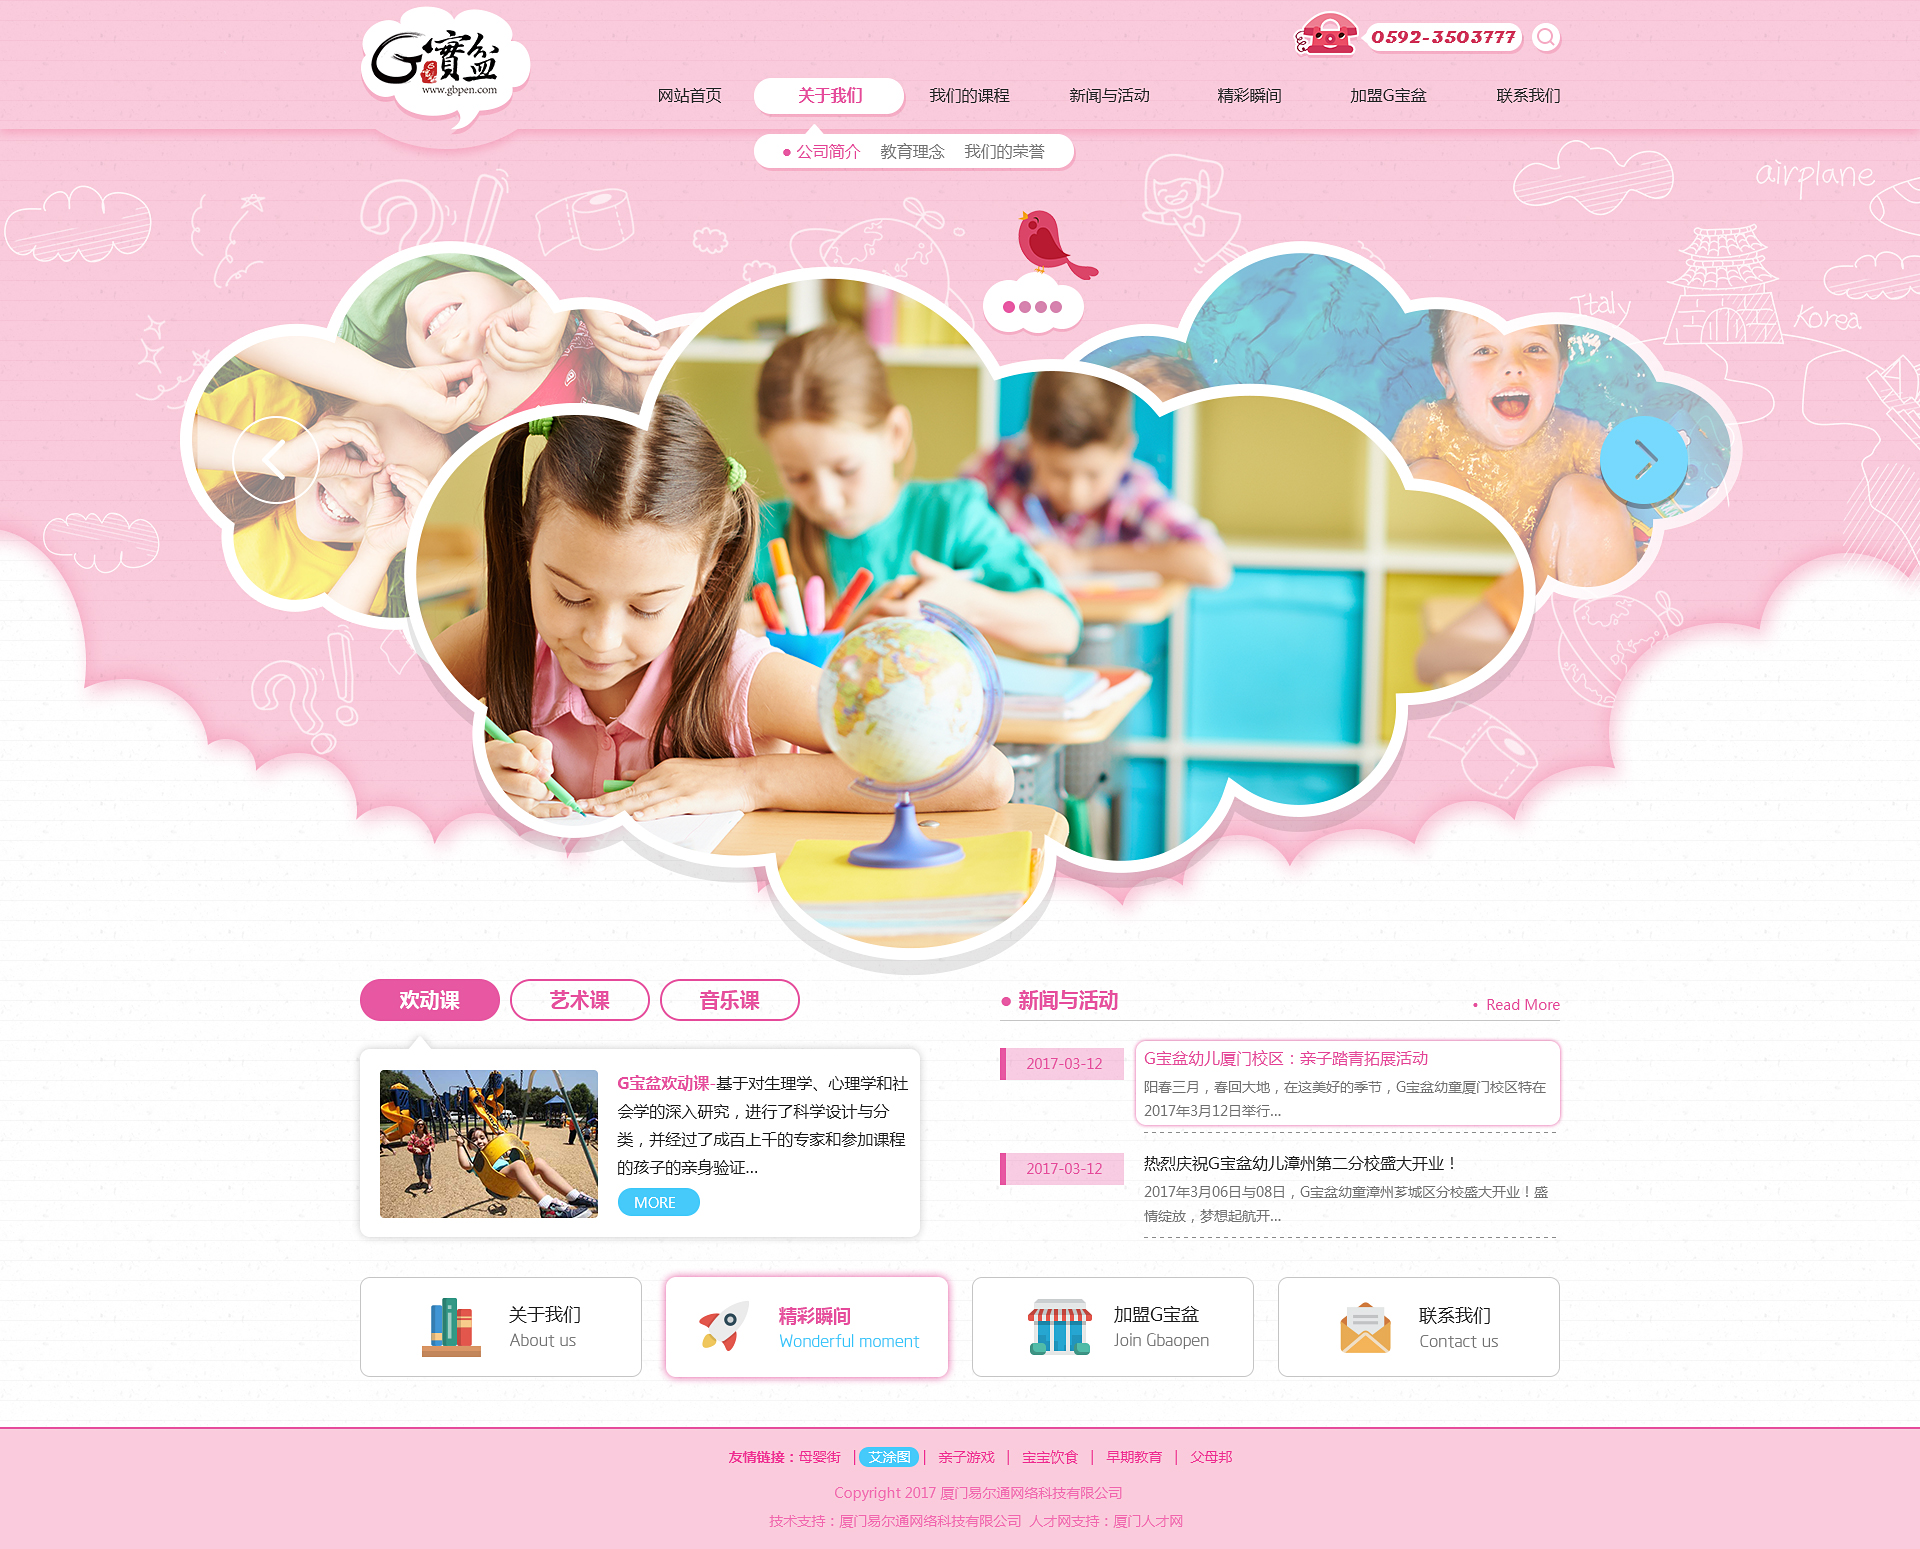 G寶盆
www.gbpen.com
0592-3503777
网站首页 关于我们 我们的课程 新闻与活动 精彩瞬间 加盟G宝盆 联系我们
公司简介 教育理念 我们的荣誉
airplane
Italy
Korea
欢动课 艺术课 音乐课
G宝盆欢动课-基于对生理学、心理学和社
会学的深入研究，进行了科学设计与分
类，并经过了成百上千的专家和参加课程
的孩子的亲身验证...
MORE
新闻与活动
• Read More
2017-03-12
G宝盆幼儿厦门校区：亲子踏青拓展活动
阳春三月，春回大地，在这美好的季节，G宝盆幼童厦门校区特在
2017年3月12日举行...
2017-03-12
热烈庆祝G宝盆幼儿漳州第二分校盛大开业！
2017年3月06日与08日，G宝盆幼童漳州芗城区分校盛大开业！盛
情绽放，梦想起航开...
关于我们
About us
精彩瞬间
Wonderful moment
加盟G宝盆
Join Gbaopen
联系我们
Contact us
友情链接：母婴街 | 艾涂图 | 亲子游戏 | 宝宝饮食 | 早期教育 | 父母邦
Copyright 2017 厦门易尔通网络科技有限公司
技术支持：厦门易尔通网络科技有限公司 人才网支持：厦门人才网